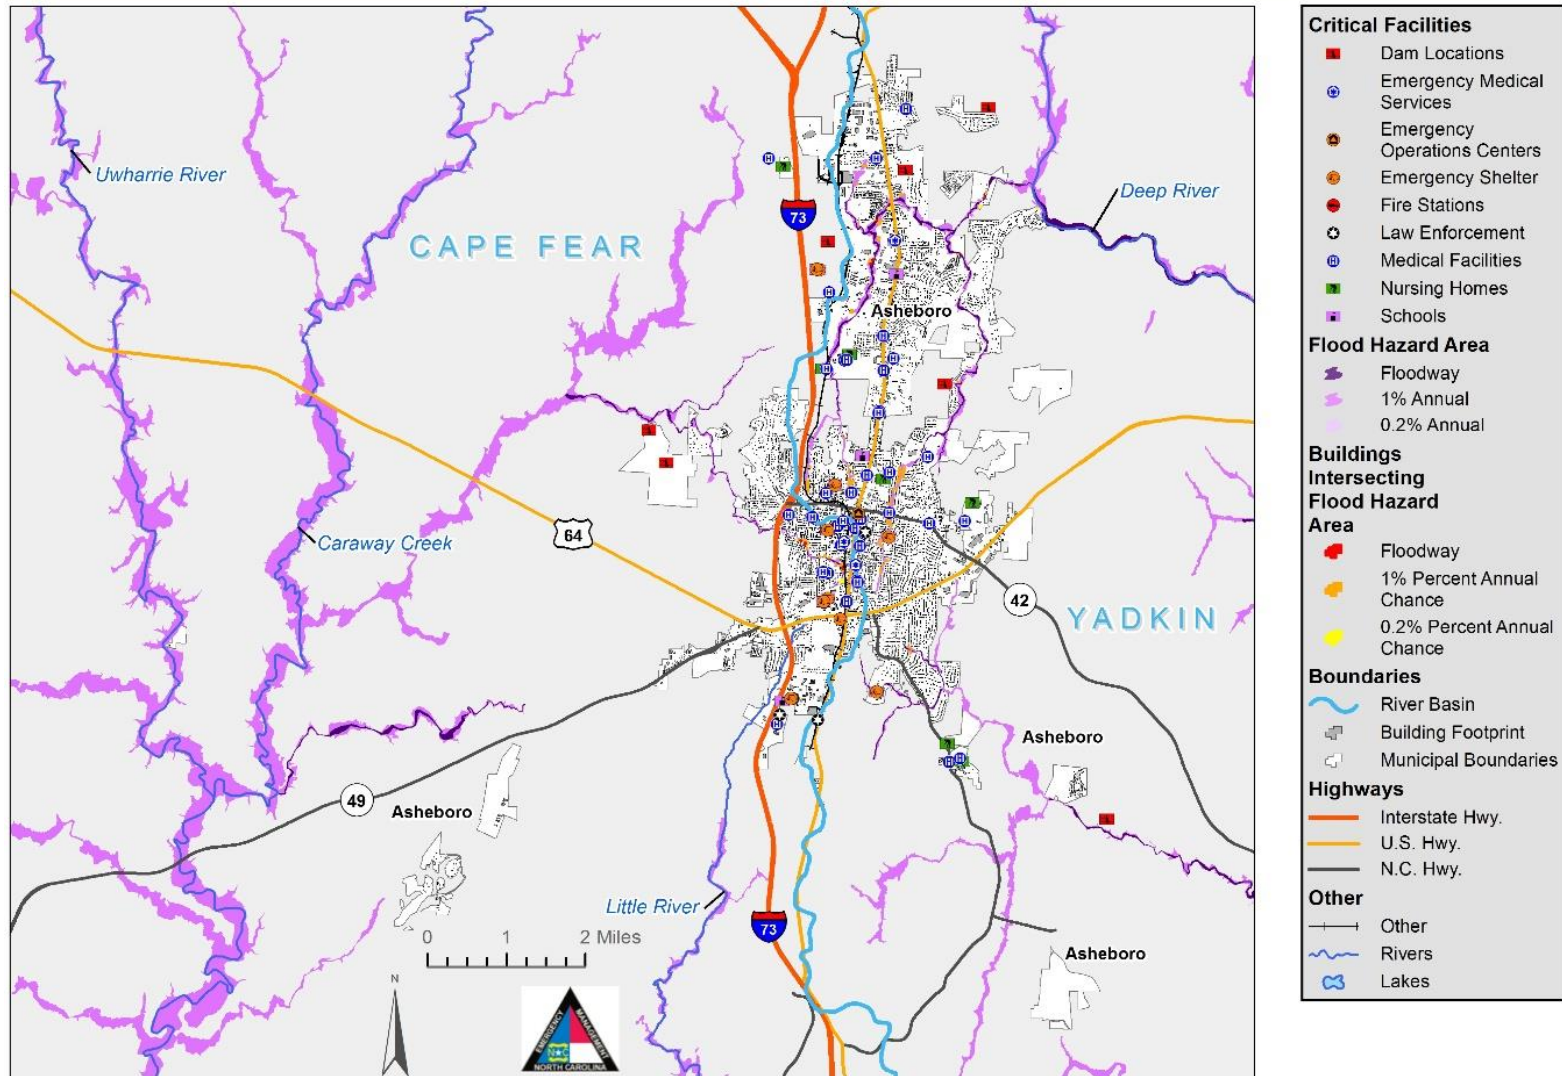 Uwharrie River
CAPE FEAR
Deep River
73
Asheboro
64
Caraway Creek
42
YADKIN
49
Asheboro
Asheboro
Little River
73
Asheboro
0 1 2 Miles
N
EMERGENCY
MANAGEMENT
NORTH CAROLINA
Critical Facilities
Dam Locations
Emergency Medical
Services
Emergency
Operations Centers
Emergency Shelter
Fire Stations
Law Enforcement
Medical Facilities
Nursing Homes
Schools
Flood Hazard Area
Floodway
1% Annual
0.2% Annual
Buildings
Intersecting
Flood Hazard
Area
Floodway
1% Percent Annual
Chance
0.2% Percent Annual
Chance
Boundaries
River Basin
Building Footprint
Municipal Boundaries
Highways
Interstate Hwy.
U.S. Hwy.
N.C. Hwy.
Other
Other
Rivers
Lakes